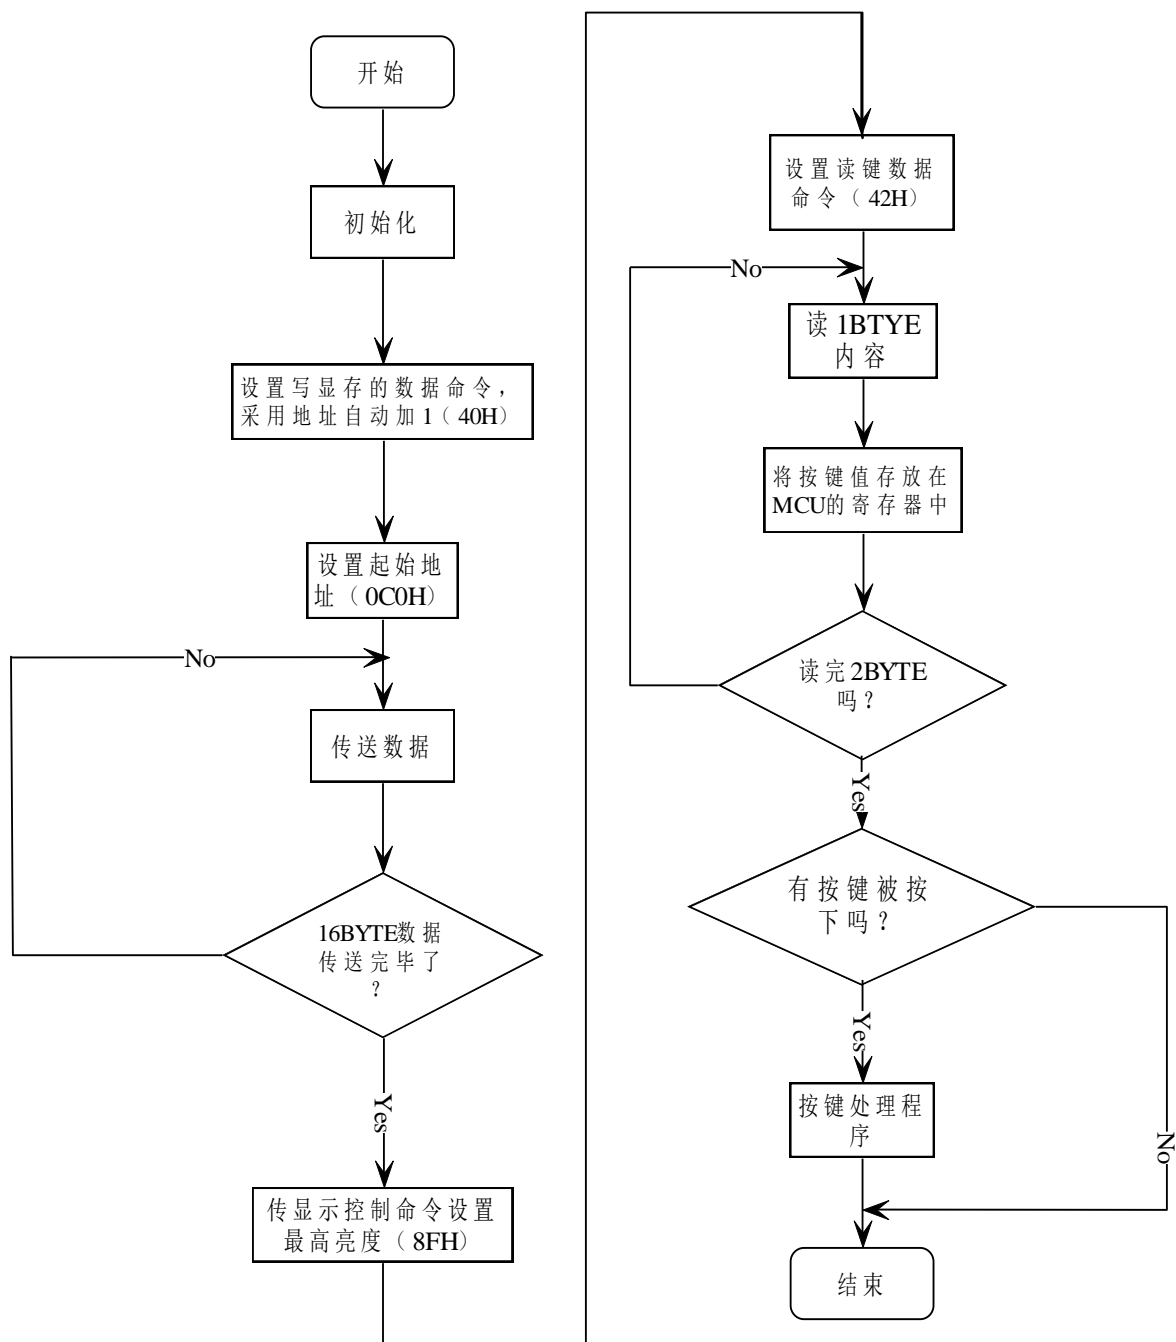 开始
初始化
设置写显存的数据命令，
采用地址自动加1（40H）
设置起始地
址（0C0H）
No
传送数据
16BYTE数据
传送完毕了
？
Yes
传显示控制命令设置
最高亮度（8FH）
设置读键数据
命令（42H）
No
读1BTYE
内容
将按键值存放在
MCU的寄存器中
读完2BYTE
吗？
Yes
有按键被按
下吗？
Yes
按键处理程
序
No
结束